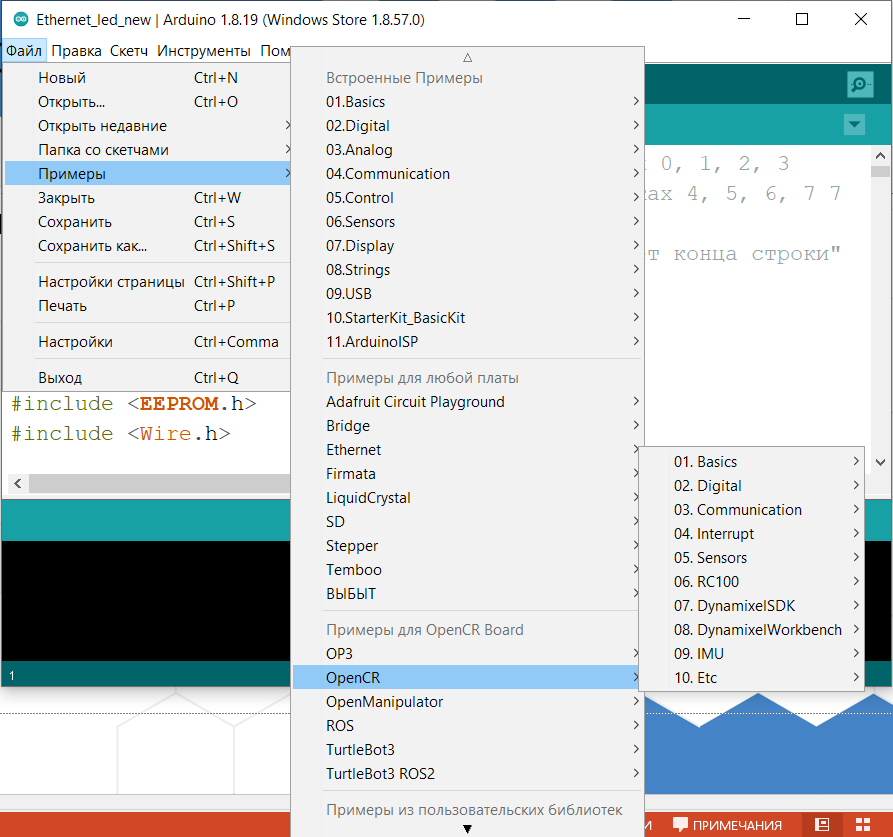 Ethernet_led_new | Arduino 1.8.19 (Windows Store 1.8.57.0)
Файл Правка Скетч Инструменты Пом
Новый Ctrl+N
Открыть... Ctrl+O
Открыть недавние
Папка со скетчами
Примеры
Закрыть Ctrl+W
Сохранить Ctrl+S
Сохранить как... Ctrl+Shift+S
Настройки страницы Ctrl+Shift+P
Печать Ctrl+P
Настройки Ctrl+Comma
Выход Ctrl+Q
Встроенные Примеры
01.Basics
02.Digital
03.Analog
04.Communication
05.Control
06.Sensors
07.Display
08.Strings
09.USB
10.StarterKit_BasicKit
11.ArduinoISP
Примеры для любой платы
Adafruit Circuit Playground
Bridge
Ethernet
Firmata
LiquidCrystal
SD
Stepper
Temboo
ВЫБЫТ
Примеры для OpenCR Board
OP3
OpenCR
OpenManipulator
ROS
TurtleBot3
TurtleBot3 ROS2
Примеры из пользовательских библиотек
01. Basics
02. Digital
03. Communication
04. Interrupt
05. Sensors
06. RC100
07. DynamixelSDK
08. DynamixelWorkbench
09. IMU
10. Etc
0, 1, 2, 3
ах 4, 5, 6, 7 7
т конца строки"
#include <EEPROM.h>
#include <Wire.h>
1
И
ПРИМЕЧАНИЯ